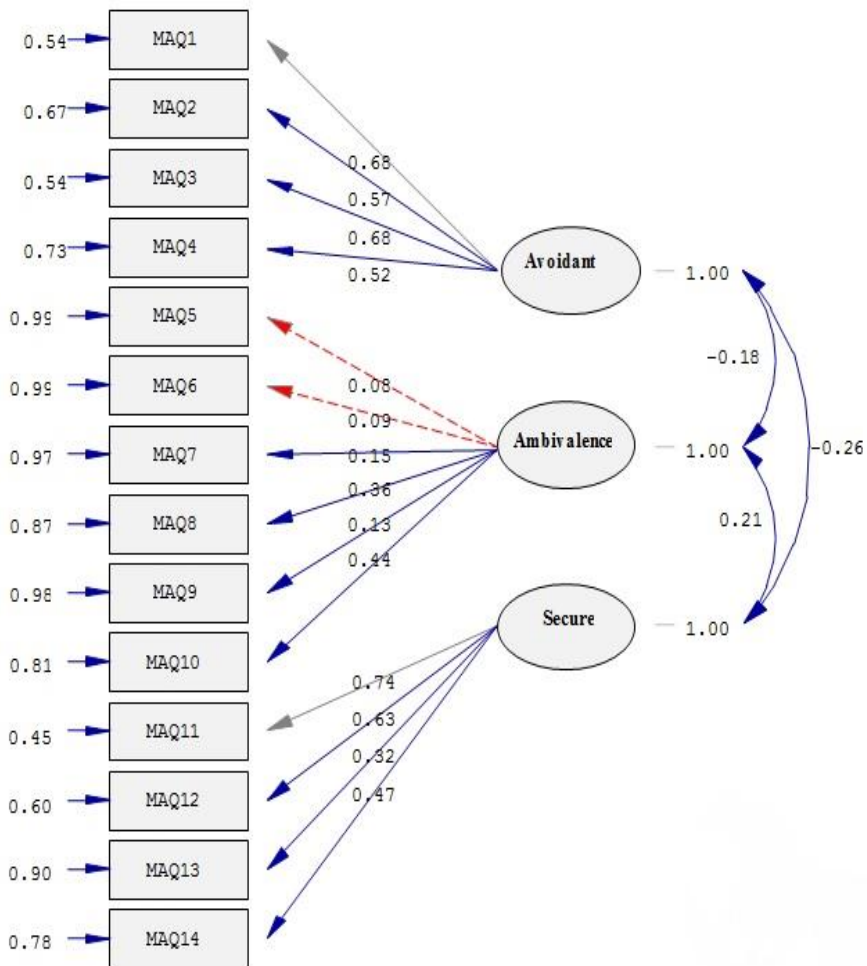 0.54 MAQ1
0.67 MAQ2
0.54 MAQ3
0.73 MAQ4
0.99 MAQ5
0.99 MAQ6
0.97 MAQ7
0.87 MAQ8
0.98 MAQ9
0.81 MAQ10
0.45 MAQ11
0.60 MAQ12
0.90 MAQ13
0.78 MAQ14
0.68
0.57
0.68
0.52
0.08
0.09
0.15
0.36
0.13
0.44
0.74
0.63
0.32
0.47
Avoidant 1.00
Ambivalence 1.00
Secure 1.00
-0.18
-0.26
0.21